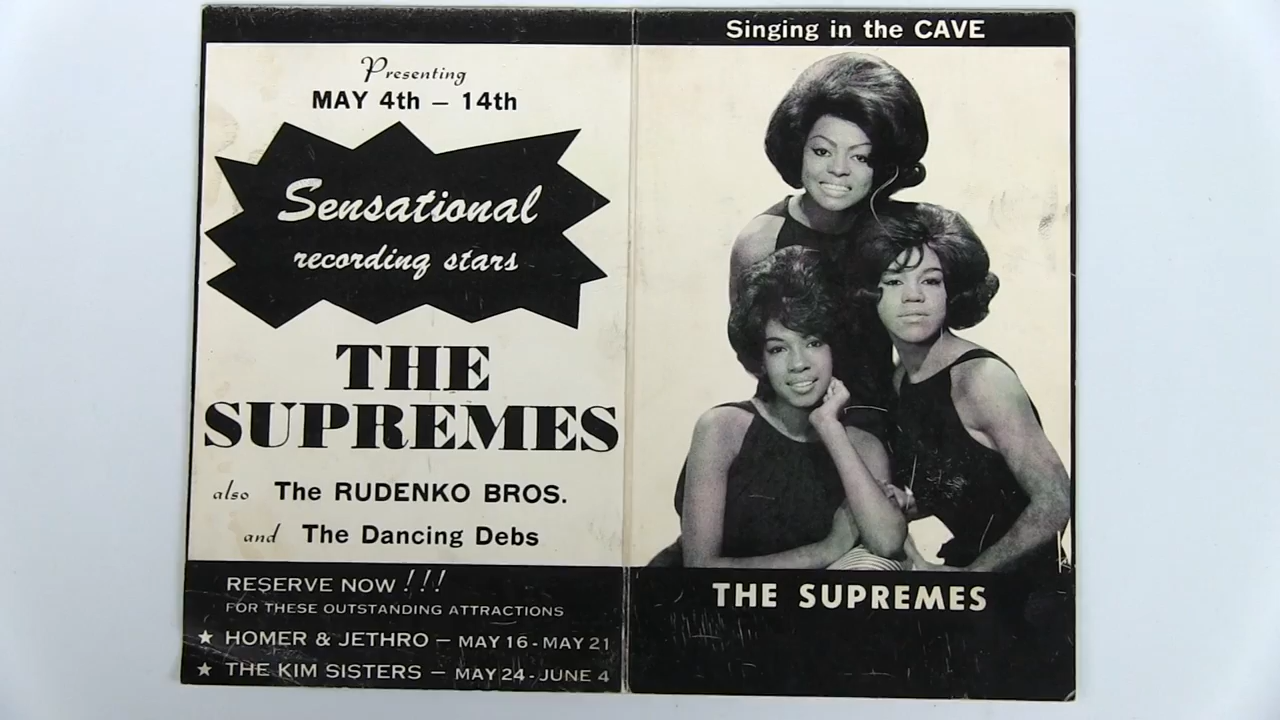 Presenting
MAY 4th – 14th
Sensational
recording stars
THE
SUPREMES
also The RUDENKO BROS.
and The Dancing Debs
RESERVE NOW !!!
FOR THESE OUTSTANDING ATTRACTIONS
★ HOMER & JETHRO – MAY 16 - MAY 21
★ THE KIM SISTERS – MAY 24 - JUNE 4
Singing in the CAVE
THE SUPREMES